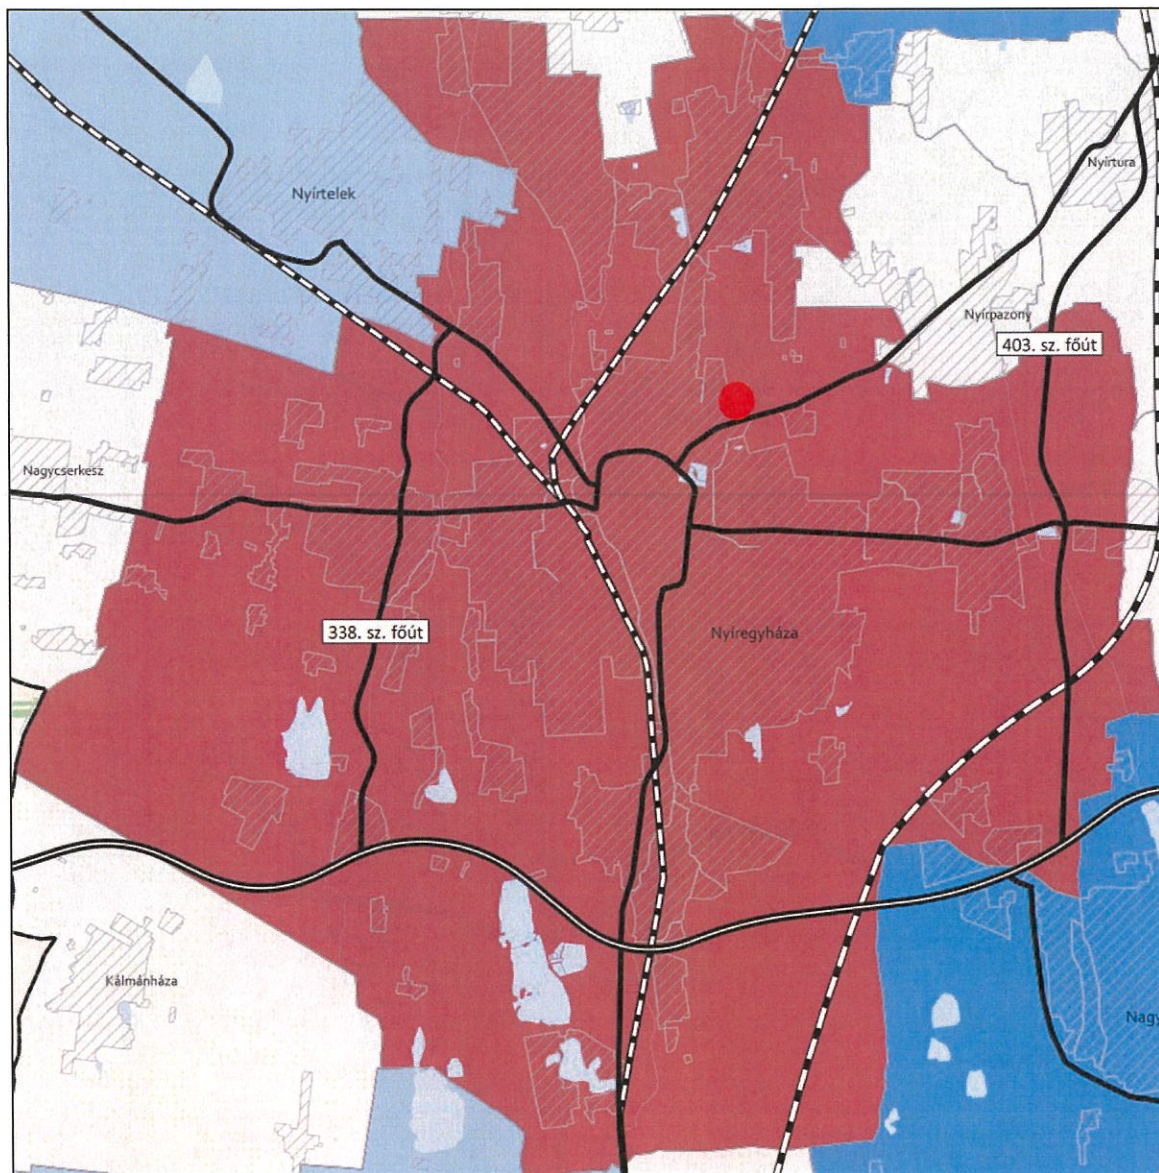 Nyírtelek
Nyírtura
Nyírpazony
403. sz. főút
Nagycserkesz
338. sz. főút
Nyíregyháza
Kálmánháza
Nagy